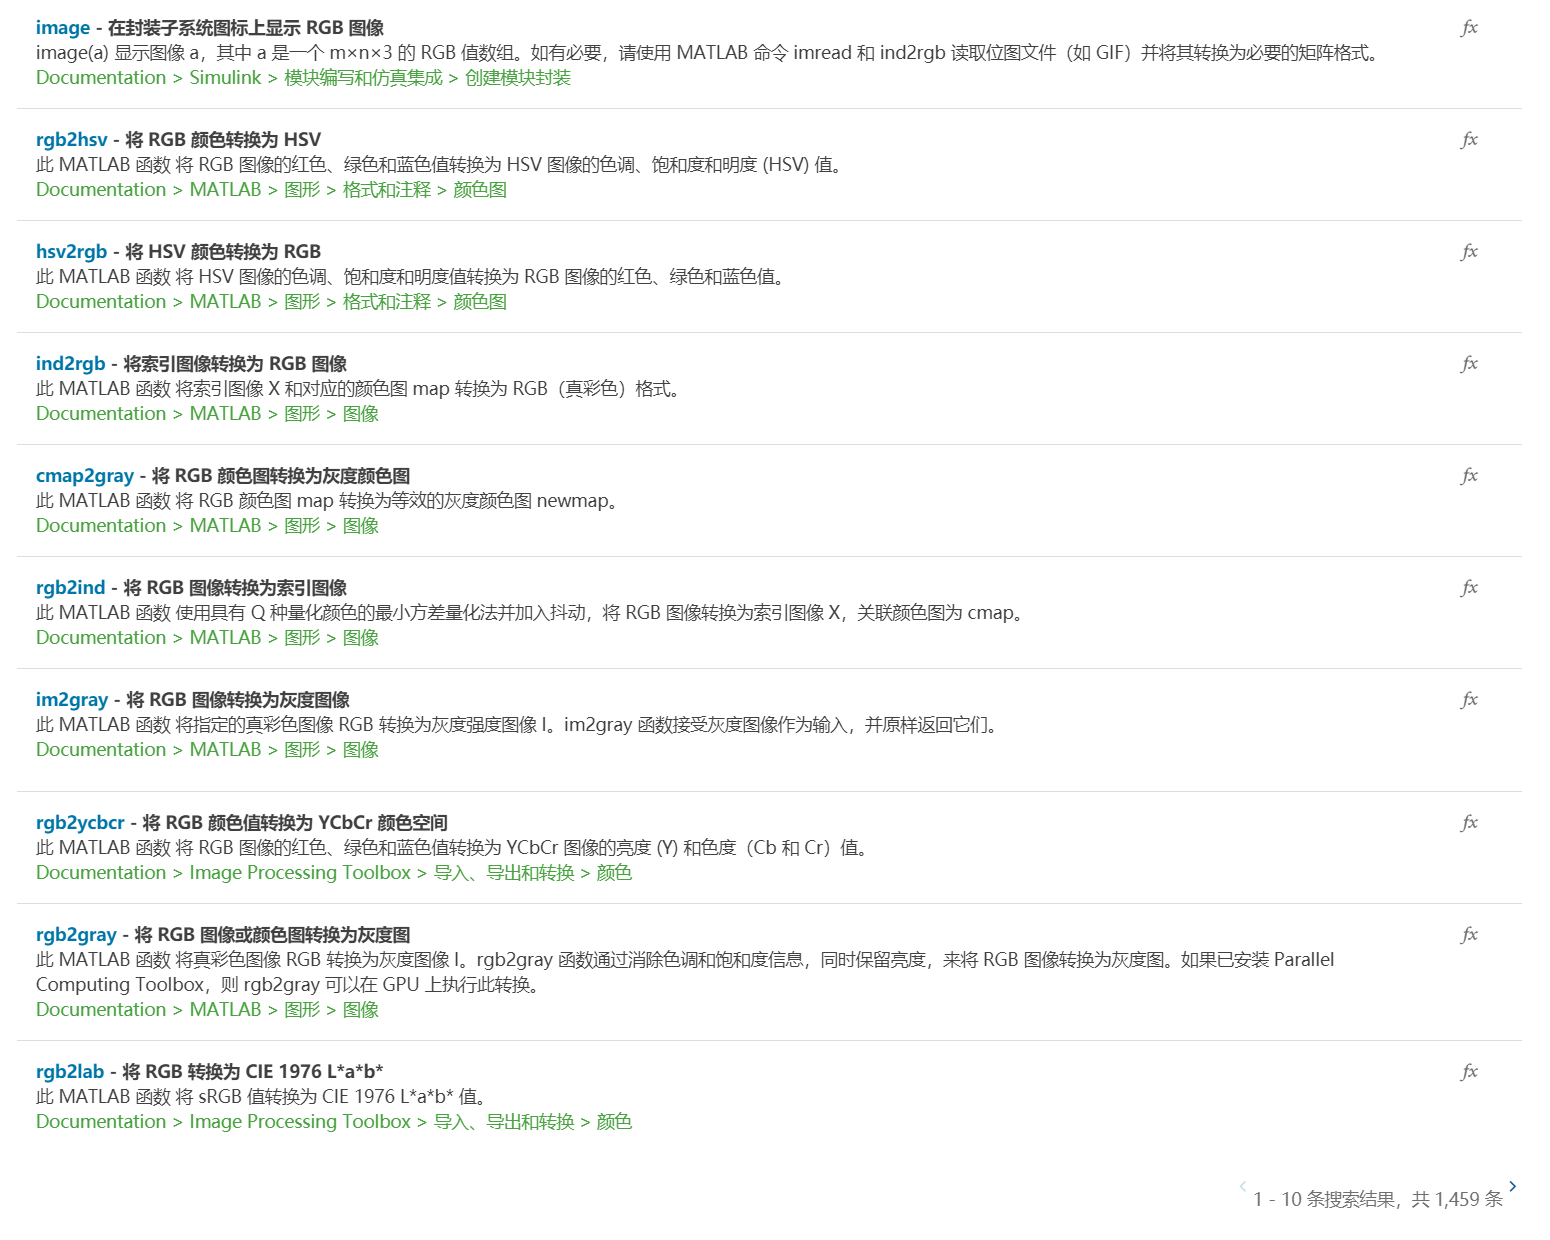 image - 在封装子系统图标上显示 RGB 图像
fx
image(a) 显示图像 a，其中 a 是一个 m×n×3 的 RGB 值数组。如有必要，请使用 MATLAB 命令 imread 和 ind2rgb 读取位图文件（如 GIF）并将其转换为必要的矩阵格式。
Documentation > Simulink > 模块编写和仿真集成 > 创建模块封装
rgb2hsv - 将 RGB 颜色转换为 HSV
fx
此 MATLAB 函数 将 RGB 图像的红色、绿色和蓝色值转换为 HSV 图像的色调、饱和度和明度 (HSV) 值。
Documentation > MATLAB > 图形 > 格式和注释 > 颜色图
hsv2rgb - 将 HSV 颜色转换为 RGB
fx
此 MATLAB 函数 将 HSV 图像的色调、饱和度和明度值转换为 RGB 图像的红色、绿色和蓝色值。
Documentation > MATLAB > 图形 > 格式和注释 > 颜色图
ind2rgb - 将索引图像转换为 RGB 图像
fx
此 MATLAB 函数 将索引图像 X 和对应的颜色图 map 转换为 RGB（真彩色）格式。
Documentation > MATLAB > 图形 > 图像
cmap2gray - 将 RGB 颜色图转换为灰度颜色图
fx
此 MATLAB 函数 将 RGB 颜色图 map 转换为等效的灰度颜色图 newmap。
Documentation > MATLAB > 图形 > 图像
rgb2ind - 将 RGB 图像转换为索引图像
fx
此 MATLAB 函数 使用具有 Q 种量化颜色的最小方差量化法并加入抖动，将 RGB 图像转换为索引图像 X，关联颜色图为 cmap。
Documentation > MATLAB > 图形 > 图像
im2gray - 将 RGB 图像转换为灰度图像
fx
此 MATLAB 函数 将指定的真彩色图像 RGB 转换为灰度强度图像 I。im2gray 函数接受灰度图像作为输入，并原样返回它们。
Documentation > MATLAB > 图形 > 图像
rgb2ycbcr - 将 RGB 颜色值转换为 YCbCr 颜色空间
fx
此 MATLAB 函数 将 RGB 图像的红色、绿色和蓝色值转换为 YCbCr 图像的亮度 (Y) 和色度（Cb 和 Cr）值。
Documentation > Image Processing Toolbox > 导入、导出和转换 > 颜色
rgb2gray - 将 RGB 图像或颜色图转换为灰度图
fx
此 MATLAB 函数 将真彩色图像 RGB 转换为灰度图像 I。rgb2gray 函数通过消除色调和饱和度信息，同时保留亮度，来将 RGB 图像转换为灰度图。如果已安装 Parallel
Computing Toolbox，则 rgb2gray 可以在 GPU 上执行此转换。
Documentation > MATLAB > 图形 > 图像
rgb2lab - 将 RGB 转换为 CIE 1976 L*a*b*
fx
此 MATLAB 函数 将 sRGB 值转换为 CIE 1976 L*a*b* 值。
Documentation > Image Processing Toolbox > 导入、导出和转换 > 颜色
1 - 10 条搜索结果，共 1,459 条